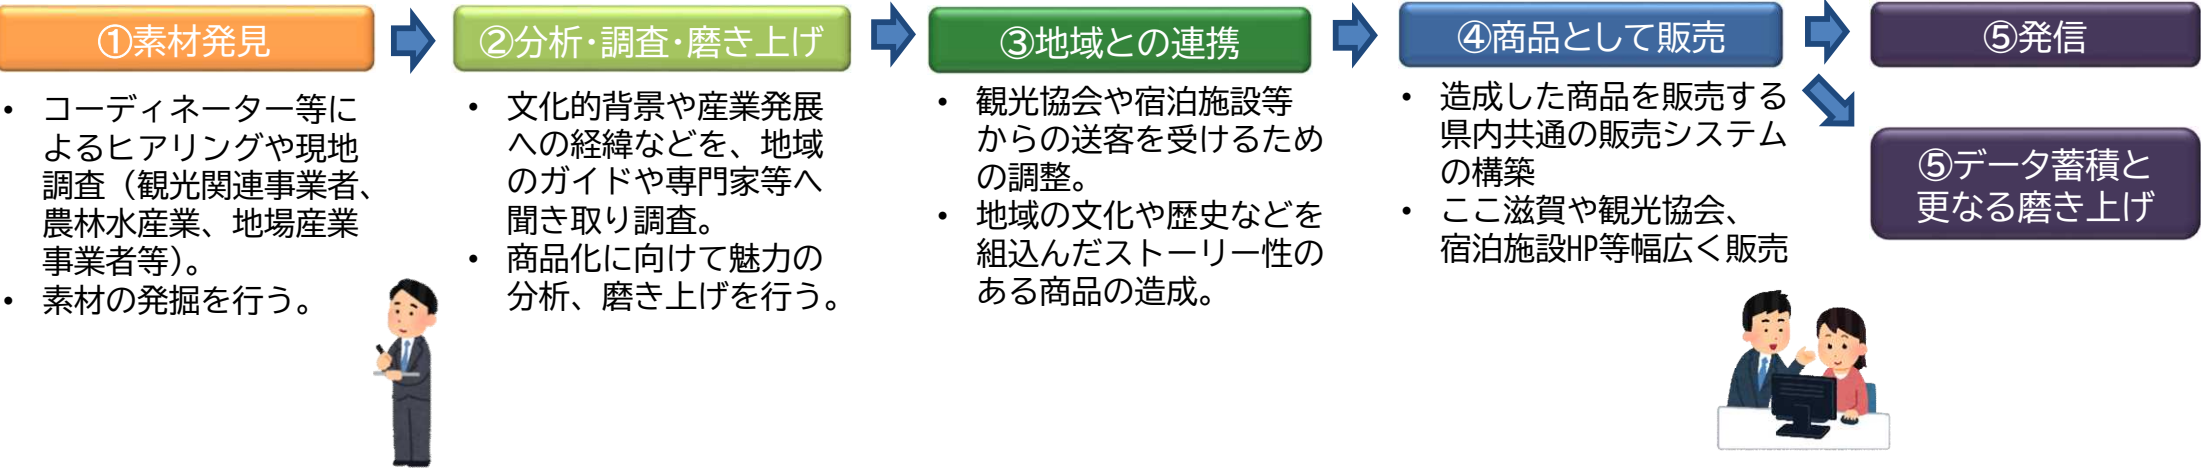 ①素材発見
• コーディネーター等に
よるヒアリングや現地
調査（観光関連事業者、
農林水産業、地場産業
事業者等）。
• 素材の発掘を行う。
②分析・調査・磨き上げ
• 文化的背景や産業発展
への経緯などを、地域
のガイドや専門家等へ
聞き取り調査。
• 商品化に向けて魅力の
分析、磨き上げを行う。
③地域との連携
• 観光協会や宿泊施設等
からの送客を受けるため
の調整。
• 地域の文化や歴史などを
組込んだストーリー性の
ある商品の造成。
④商品として販売
• 造成した商品を販売する
県内共通の販売システム
の構築
• ここ滋賀や観光協会、
宿泊施設HP等幅広く販売
⑤発信
⑤データ蓄積と
更なる磨き上げ